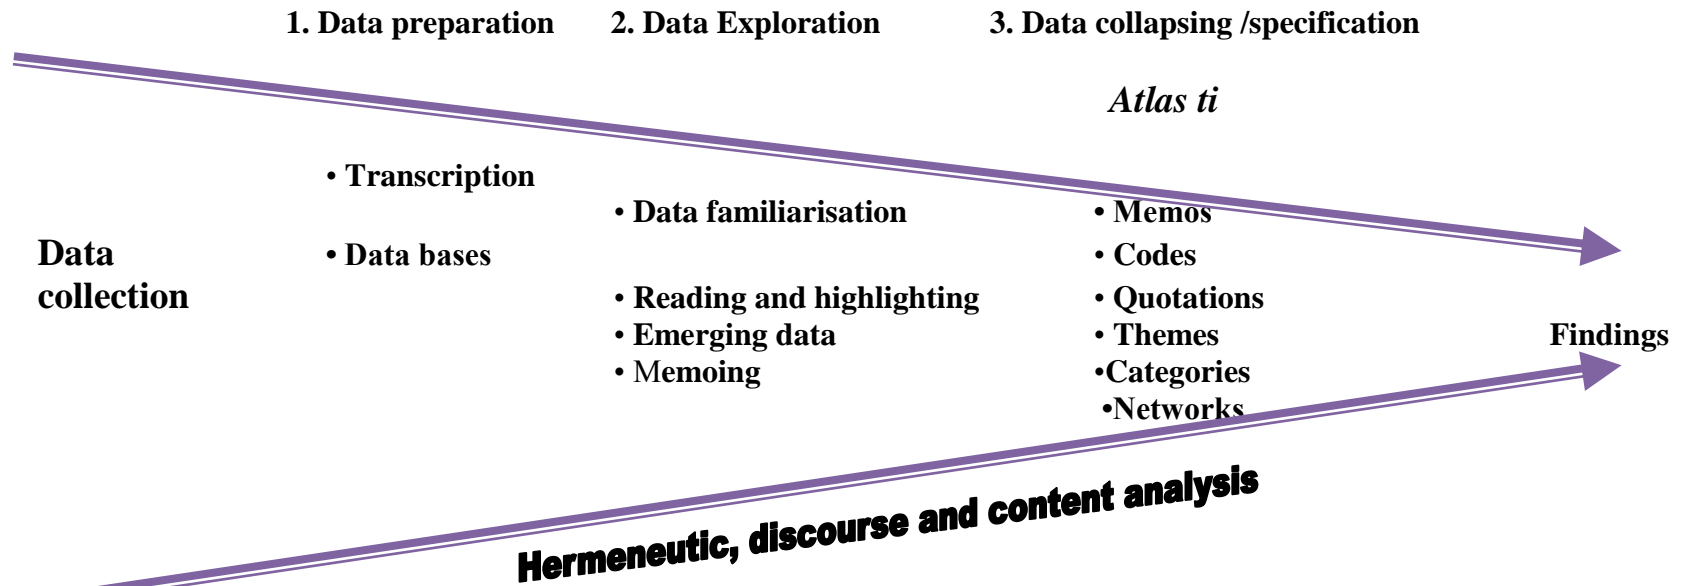 1. Data preparation 2. Data Exploration 3. Data collapsing /specification
Atlas ti
• Transcription
• Data familiarisation • Memos
Data • Data bases • Codes
collection • Reading and highlighting • Quotations
• Emerging data • Themes Findings
• Memoing •Categories
•Networks
Hermeneutic, discourse and content analysis